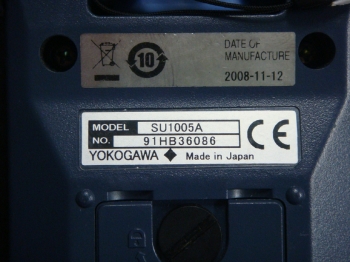 10
DATE OF
MANUFACTURE
2008-11-12
MODEL SU1005A
NO. 91HB36086
YOKOGAWA Made in Japan CE